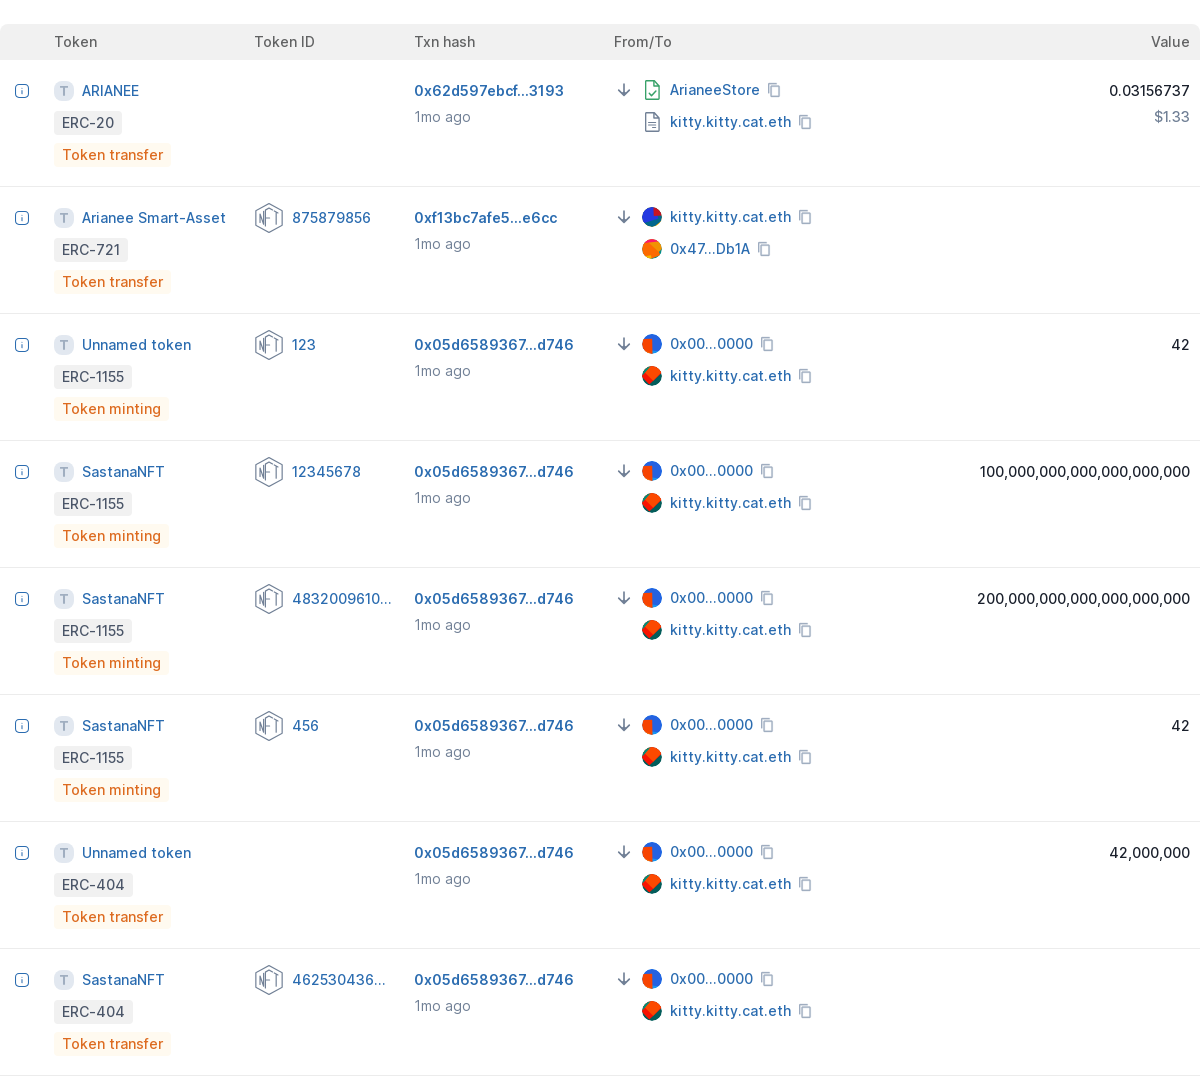 Token Token ID Txn hash From/To Value
T ARIANEE 0x62d597ebcf...3193 ArianeeStore 0.03156737
ERC-20 1mo ago kitty.kitty.cat.eth $1.33
Token transfer
T Arianee Smart-Asset NFT 875879856 0xf13bc7afe5...e6cc kitty.kitty.cat.eth
ERC-721 1mo ago 0x47...Db1A
Token transfer
T Unnamed token NFT 123 0x05d6589367...d746 0x00...0000 42
ERC-1155 1mo ago kitty.kitty.cat.eth
Token minting
T SastanaNFT NFT 12345678 0x05d6589367...d746 0x00...0000 100,000,000,000,000,000,000
ERC-1155 1mo ago kitty.kitty.cat.eth
Token minting
T SastanaNFT NFT 4832009610... 0x05d6589367...d746 0x00...0000 200,000,000,000,000,000,000
ERC-1155 1mo ago kitty.kitty.cat.eth
Token minting
T SastanaNFT NFT 456 0x05d6589367...d746 0x00...0000 42
ERC-1155 1mo ago kitty.kitty.cat.eth
Token minting
T Unnamed token 0x05d6589367...d746 0x00...0000 42,000,000
ERC-404 1mo ago kitty.kitty.cat.eth
Token transfer
T SastanaNFT NFT 462530436... 0x05d6589367...d746 0x00...0000
ERC-404 1mo ago kitty.kitty.cat.eth
Token transfer